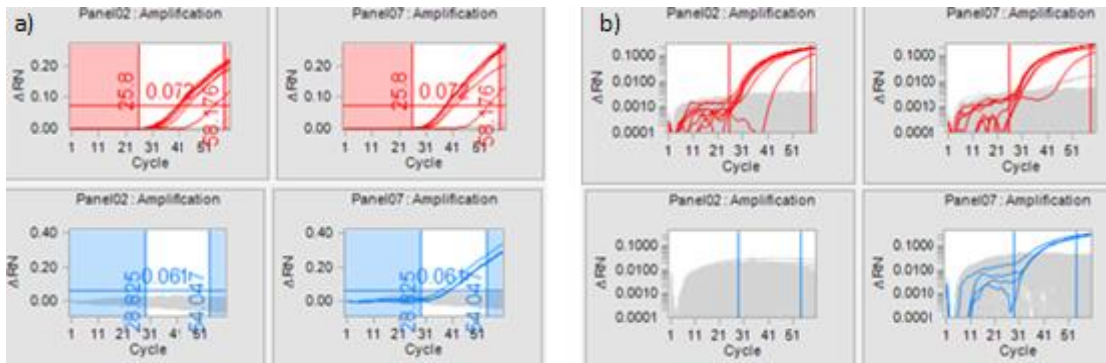 a)
Panel02 : Amplification
ΔRN
0.20
0.10
0.00
25.8
0.072
58.176
1 11 21 31 41 51
Cycle
Panel07 : Amplification
ΔRN
0.20
0.10
0.00
25.8
0.072
58.176
1 11 21 31 41 51
Cycle
Panel02 : Amplification
ΔRN
0.40
0.20
0.00
28.825
0.061
54.047
1 11 21 31 41 51
Cycle
Panel07 : Amplification
ΔRN
0.40
0.20
0.00
28.825
0.061
54.047
1 11 21 31 41 51
Cycle
b)
Panel02 : Amplification
ΔRN
0.1000
0.0100
0.0010
0.0001
1 11 21 31 41 51
Cycle
Panel07 : Amplification
ΔRN
0.1000
0.0100
0.0010
0.0001
1 11 21 31 41 51
Cycle
Panel02 : Amplification
ΔRN
0.1000
0.0100
0.0010
0.0001
1 11 21 31 41 51
Cycle
Panel07 : Amplification
ΔRN
0.1000
0.0100
0.0010
0.0001
1 11 21 31 41 51
Cycle